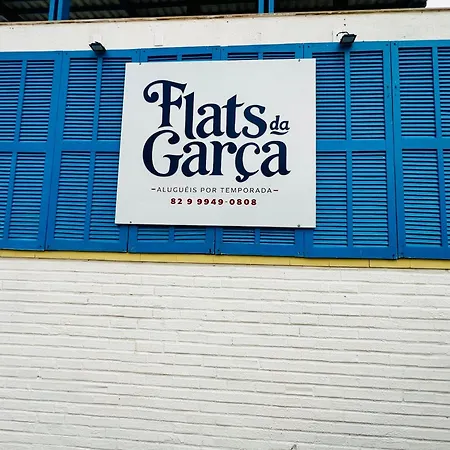 Flats da
Garça
-ALUGUÉIS POR TEMPORADA-
82 9 9949-0808